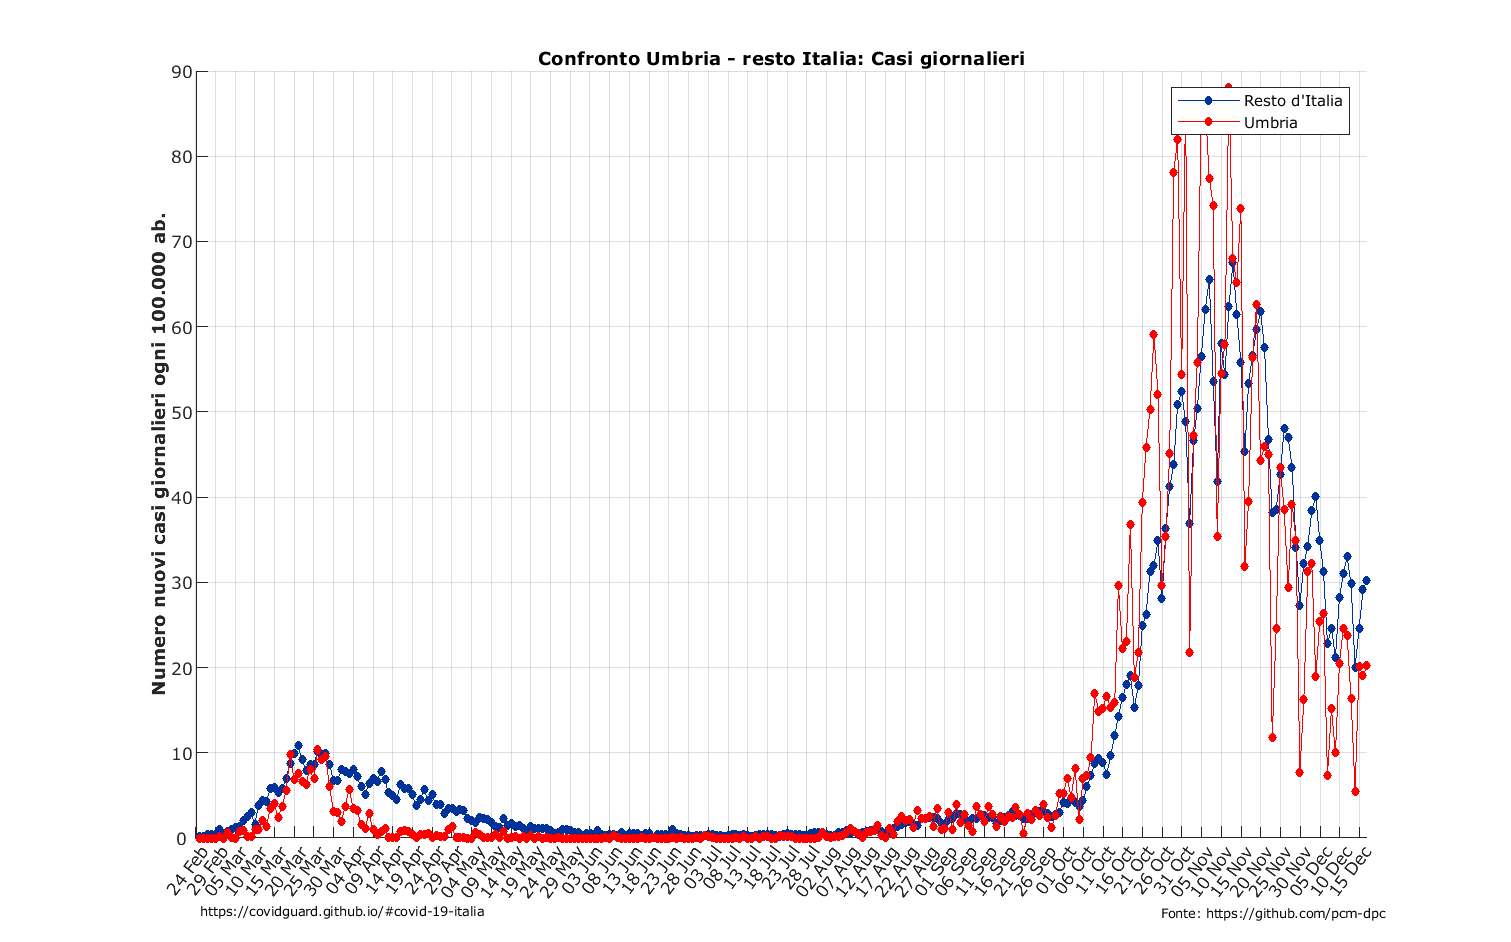 Confronto Umbria - resto Italia: Casi giornalieri
Numero nuovi casi giornalieri ogni 100.000 ab.
90
80
70
60
50
40
30
20
10
0
Resto d'Italia
Umbria
24 Feb
29 Feb
05 Mar
10 Mar
15 Mar
20 Mar
25 Mar
30 Mar
04 Apr
09 Apr
14 Apr
19 Apr
24 Apr
29 Apr
04 May
09 May
14 May
19 May
24 May
29 May
03 Jun
08 Jun
13 Jun
18 Jun
23 Jun
28 Jun
03 Jul
08 Jul
13 Jul
18 Jul
23 Jul
28 Jul
02 Aug
07 Aug
12 Aug
17 Aug
22 Aug
27 Aug
01 Sep
06 Sep
11 Sep
16 Sep
21 Sep
26 Sep
01 Oct
06 Oct
11 Oct
16 Oct
21 Oct
26 Oct
31 Oct
05 Nov
10 Nov
15 Nov
20 Nov
25 Nov
30 Nov
05 Dec
10 Dec
15 Dec
https://covidguard.github.io/#covid-19-italia
Fonte: https://github.com/pcm-dpc